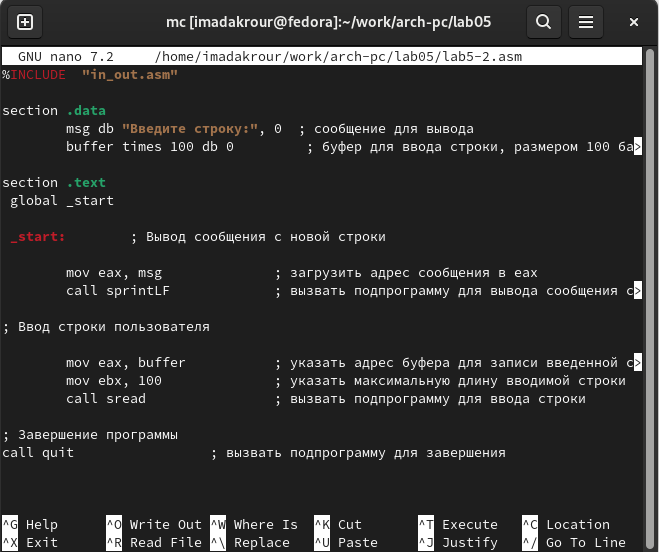 mc [imadakrour@fedora]:~/work/arch-pc/lab05
GNU nano 7.2 /home/imadakrour/work/arch-pc/lab05/lab5-2.asm
%INCLUDE "in_out.asm"
section .data
msg db "Введите строку:", 0 ; сообщение для вывода
buffer times 100 db 0 ; буфер для ввода строки, размером 100 ба>
section .text
global _start
_start: ; Вывод сообщения с новой строки
mov eax, msg ; загрузить адрес сообщения в eax
call sprintLF ; вызвать подпрограмму для вывода сообщения с>
; Ввод строки пользователя
mov eax, buffer ; указать адрес буфера для записи введенной с>
mov ebx, 100 ; указать максимальную длину вводимой строки
call sread ; вызвать подпрограмму для ввода строки
; Завершение программы
call quit ; вызвать подпрограмму для завершения
^G Help ^O Write Out ^W Where Is ^K Cut ^T Execute ^C Location
^X Exit ^R Read File ^\ Replace ^U Paste ^J Justify ^/ Go To Line